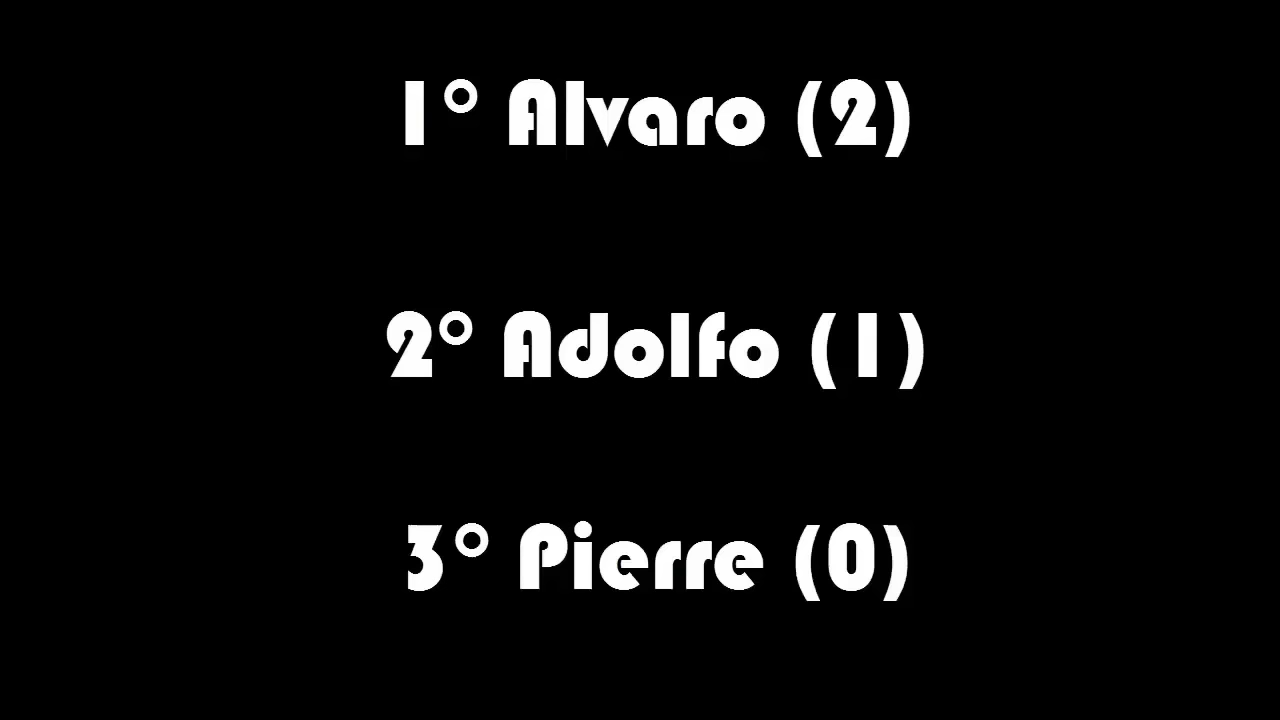 1° Alvaro (2)
2° Adolfo (1)
3° Pierre (0)